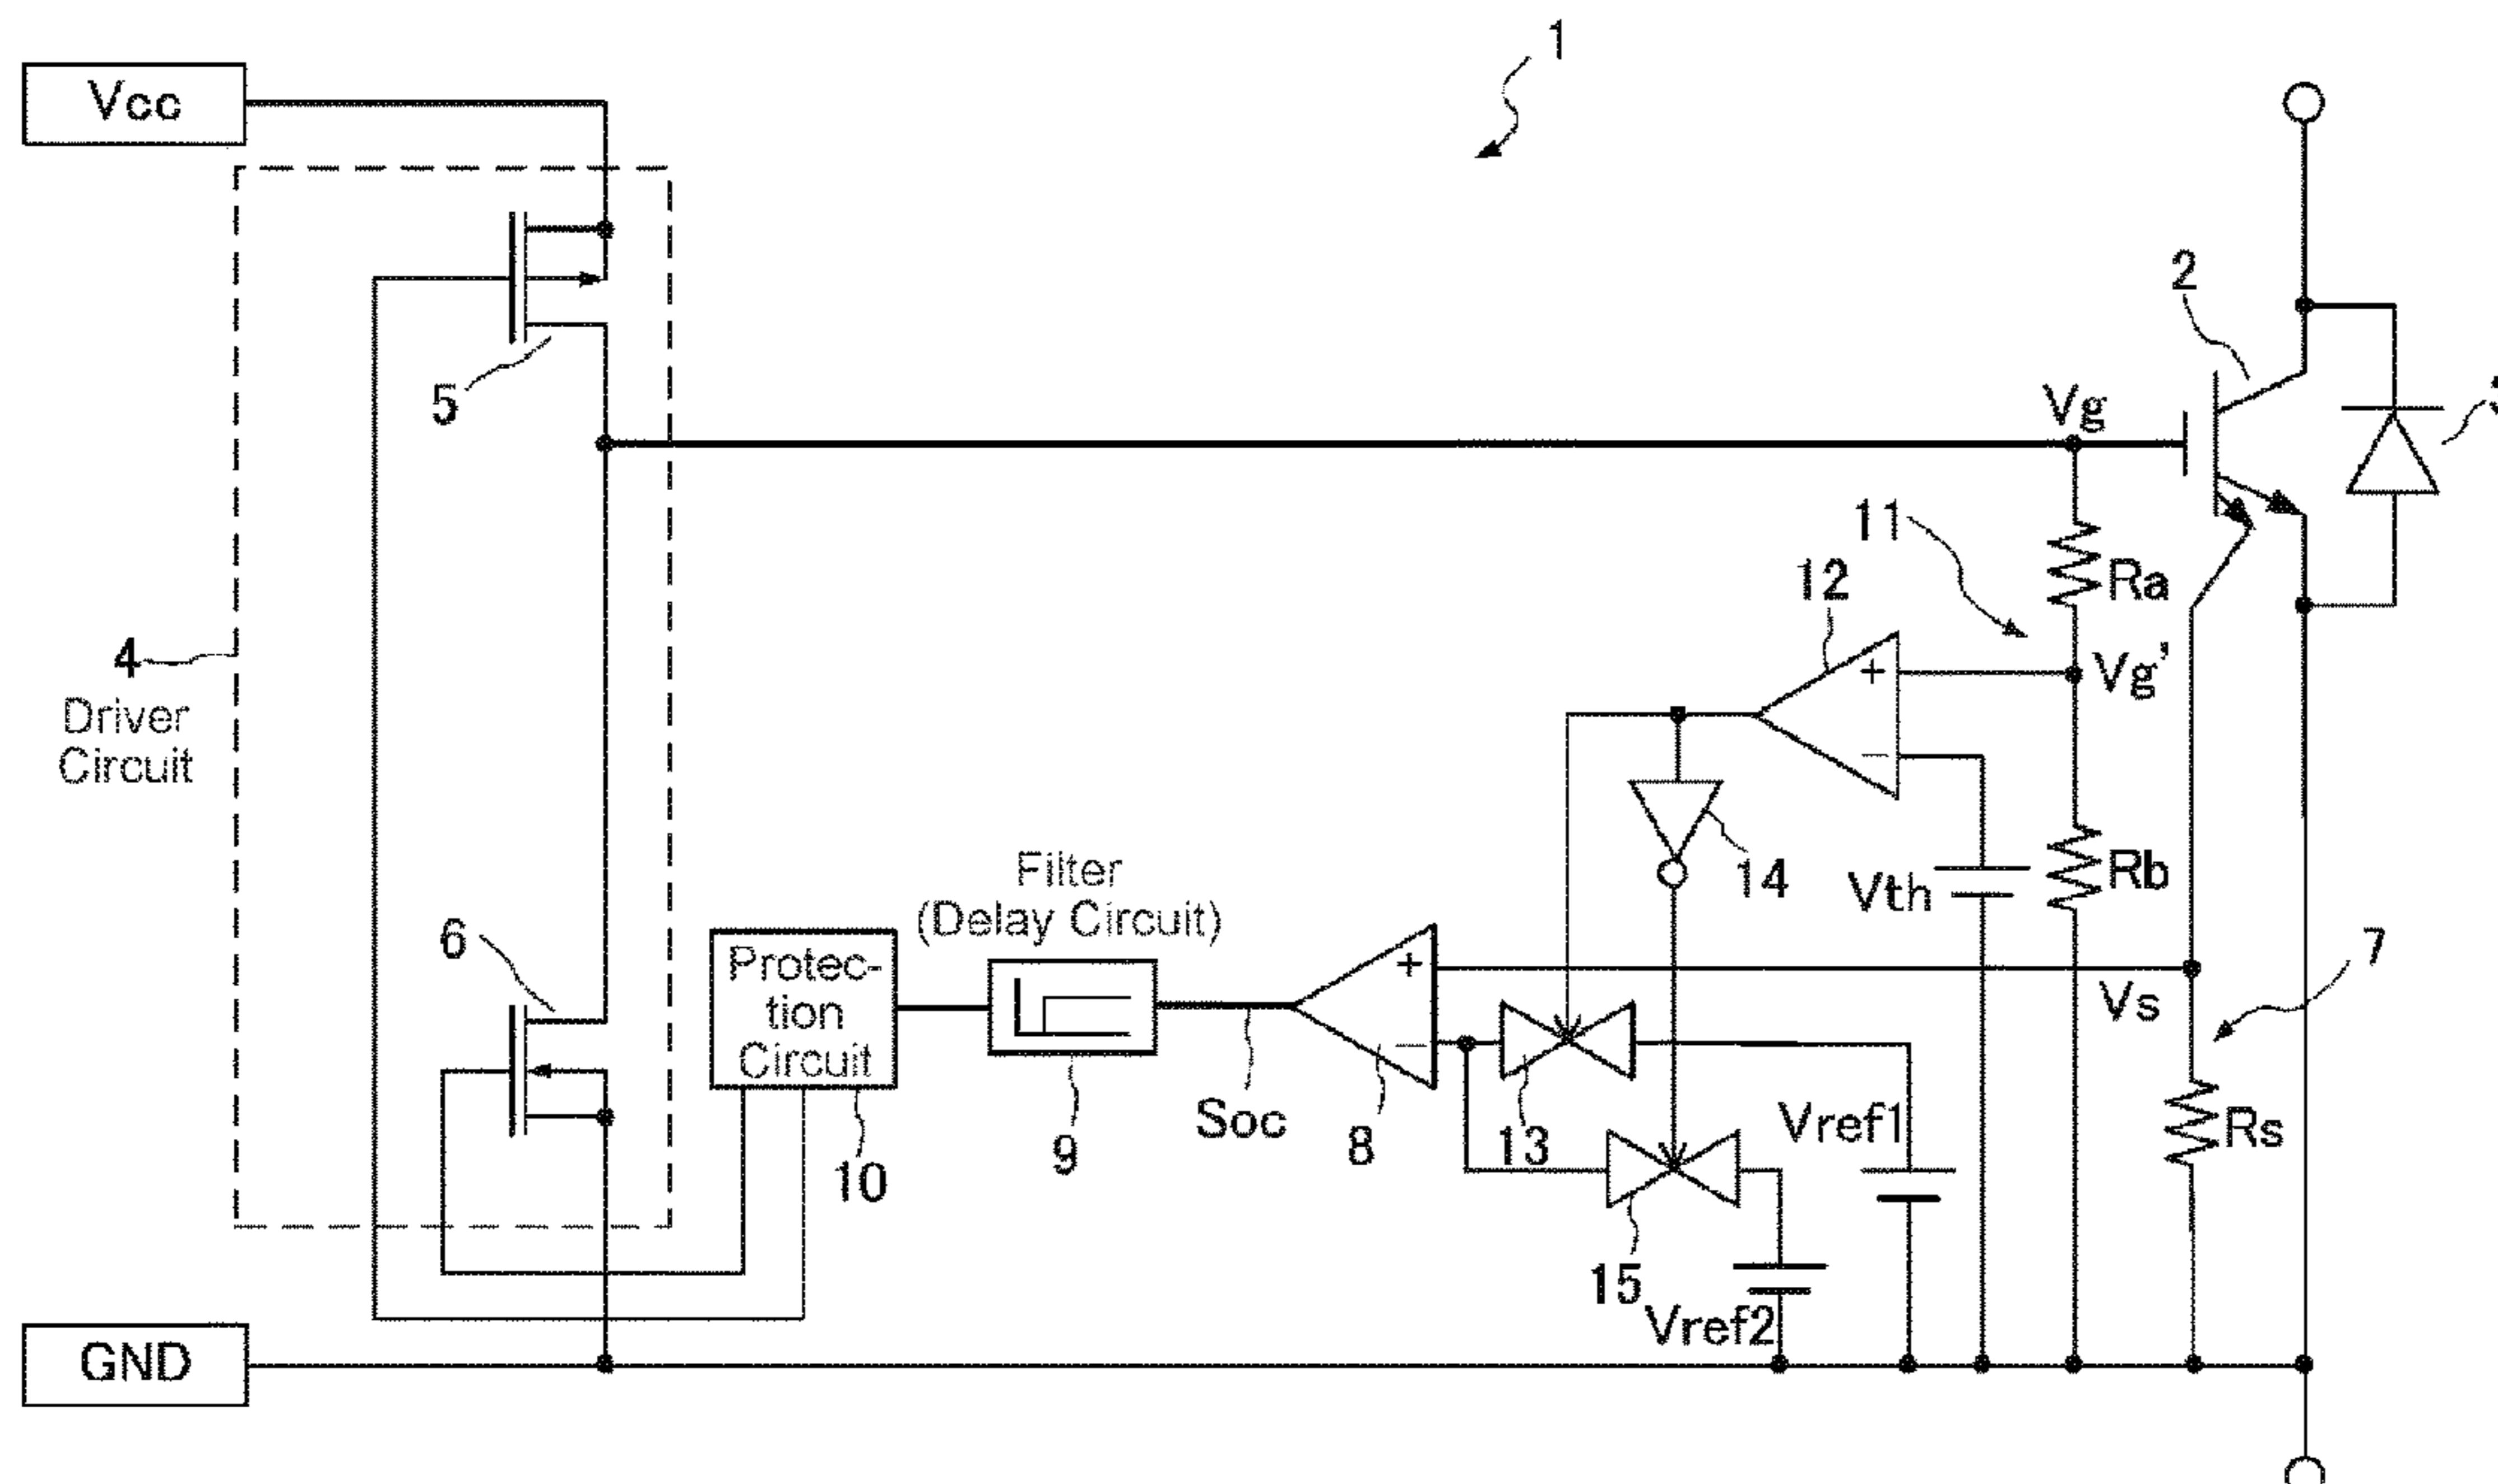 1
Vcc
2
5
Vg
11
12
Ra
4
Driver
Circuit
Vg'
14
Vth
Rb
Filter
(Delay Circuit)
6
7
Protec-
tion
Circuit
+
−
+
−
Vs
Soc
8
13
Vref1
Rs
9
10
15
Vref2
GND